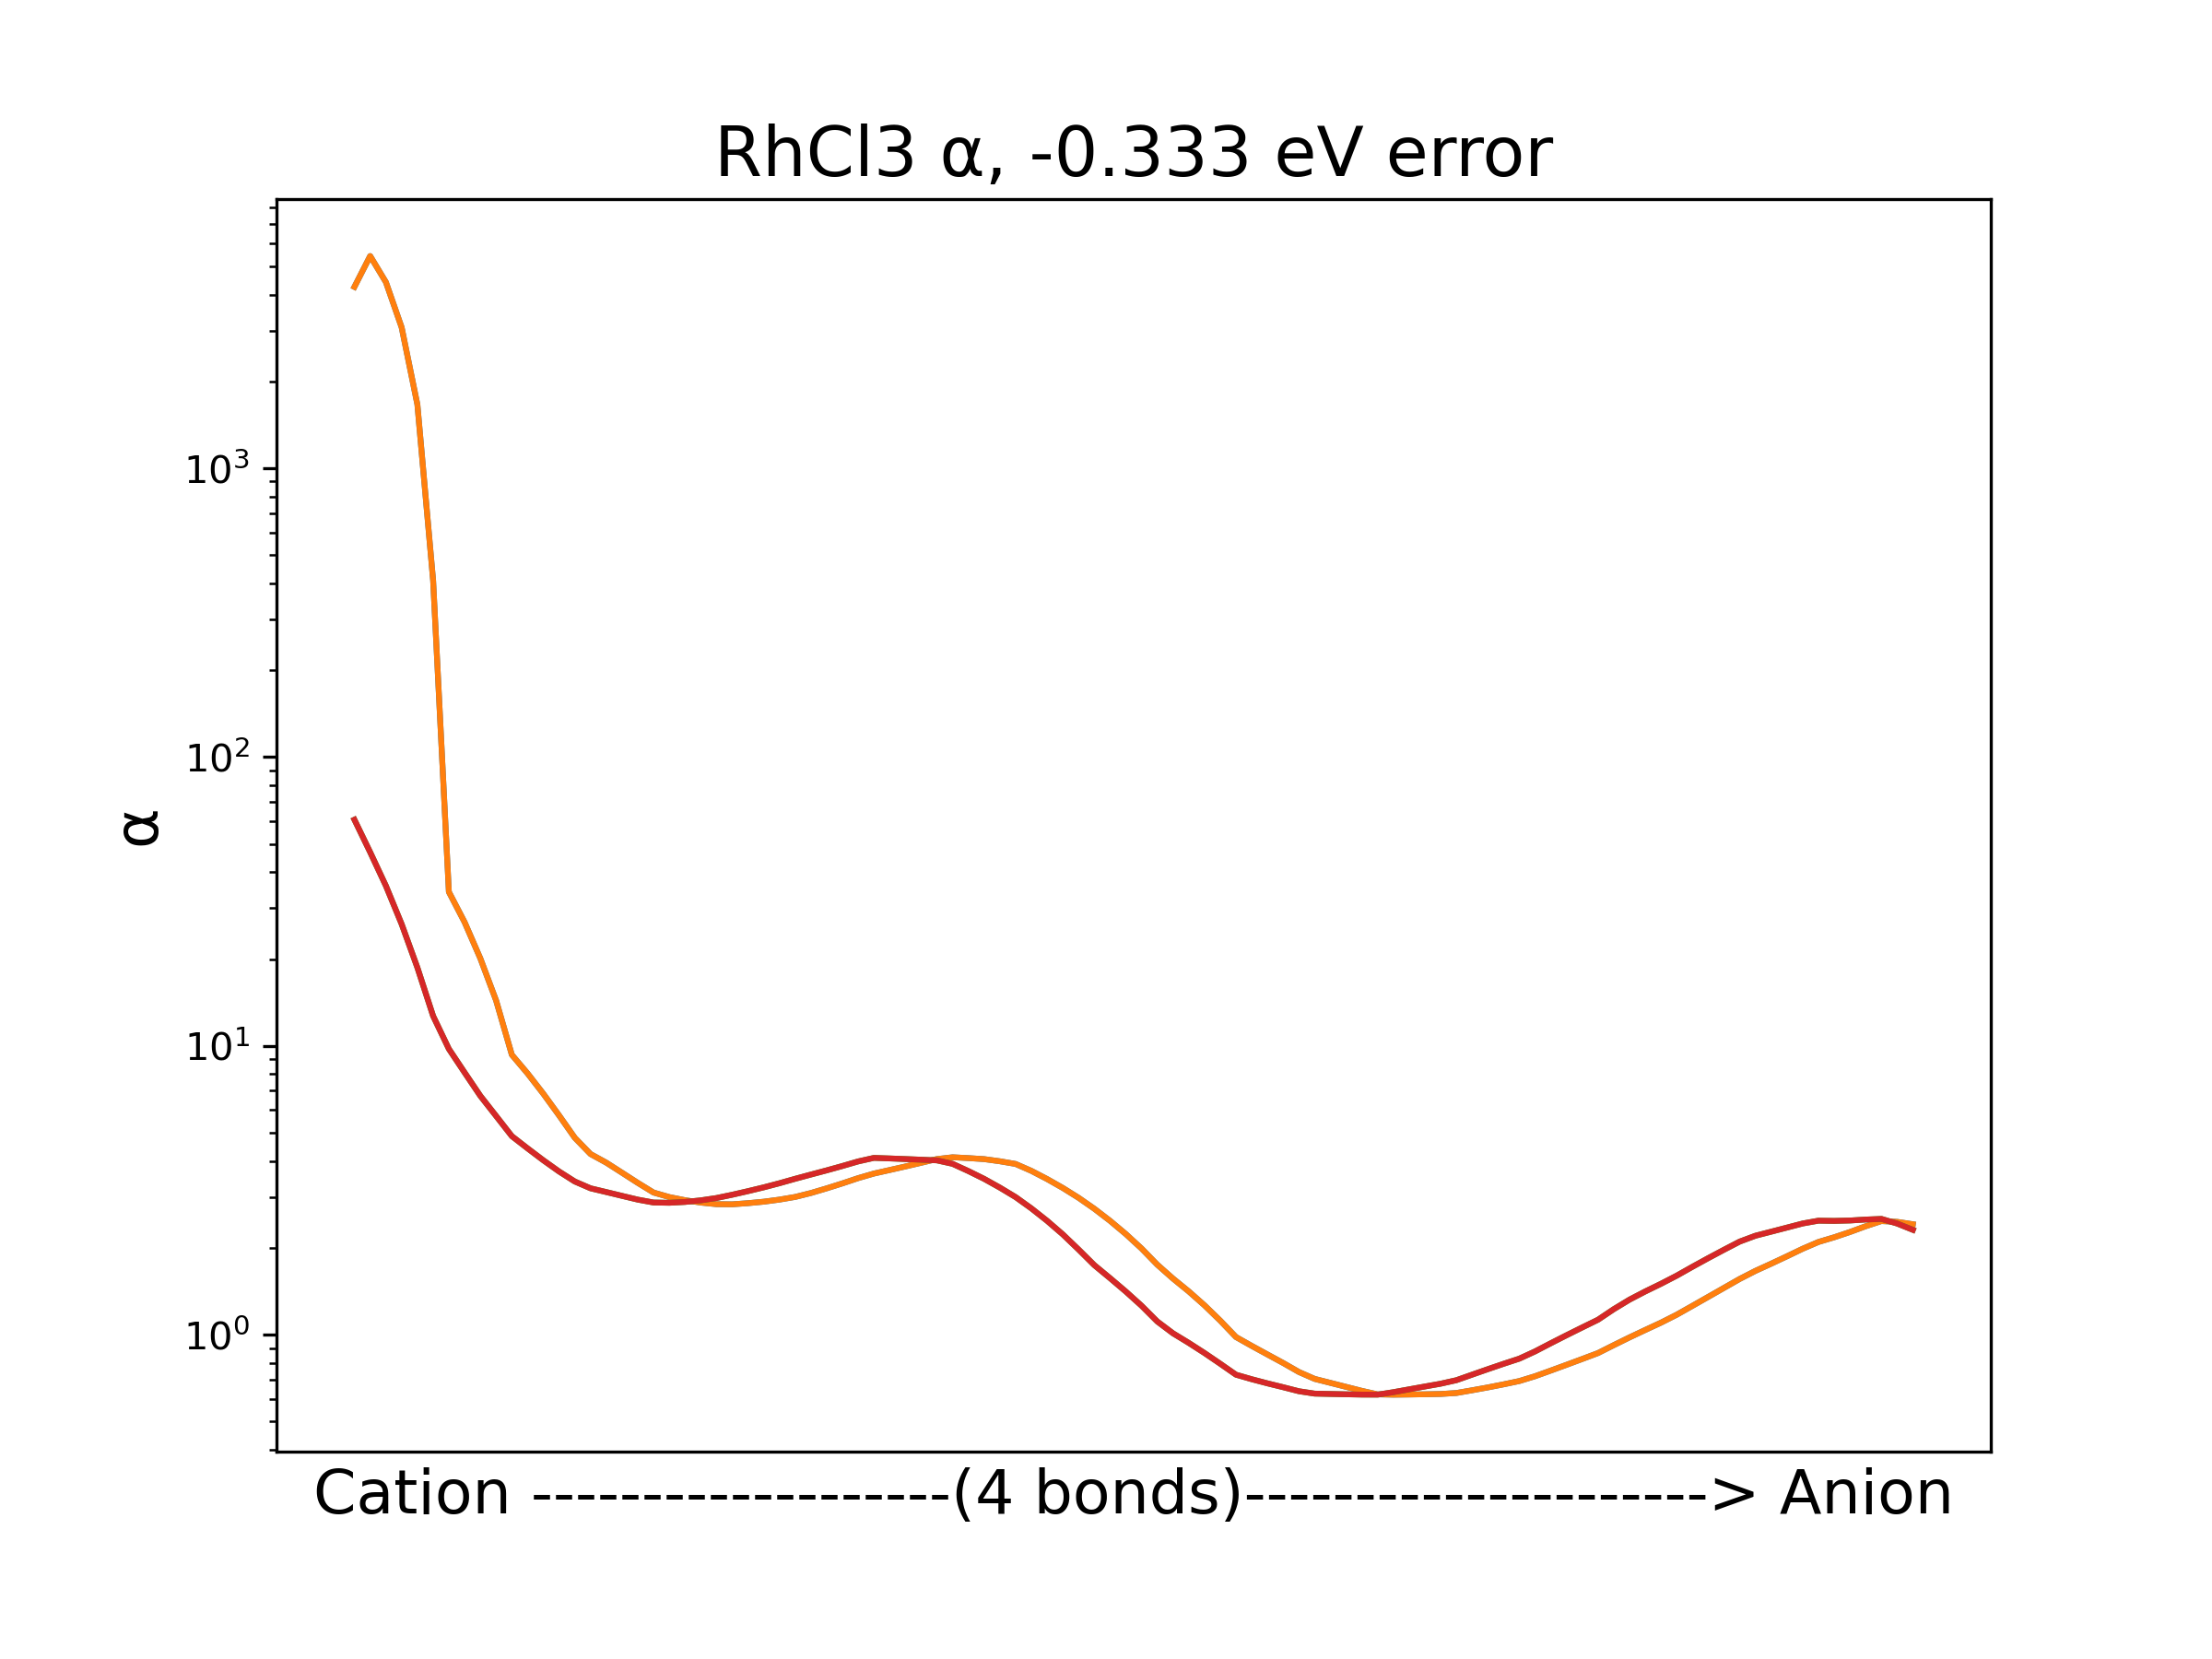 RhCl3 α, -0.333 eV error
10³
10²
10¹
10⁰
α
Cation -------------------(4 bonds)---------------------> Anion